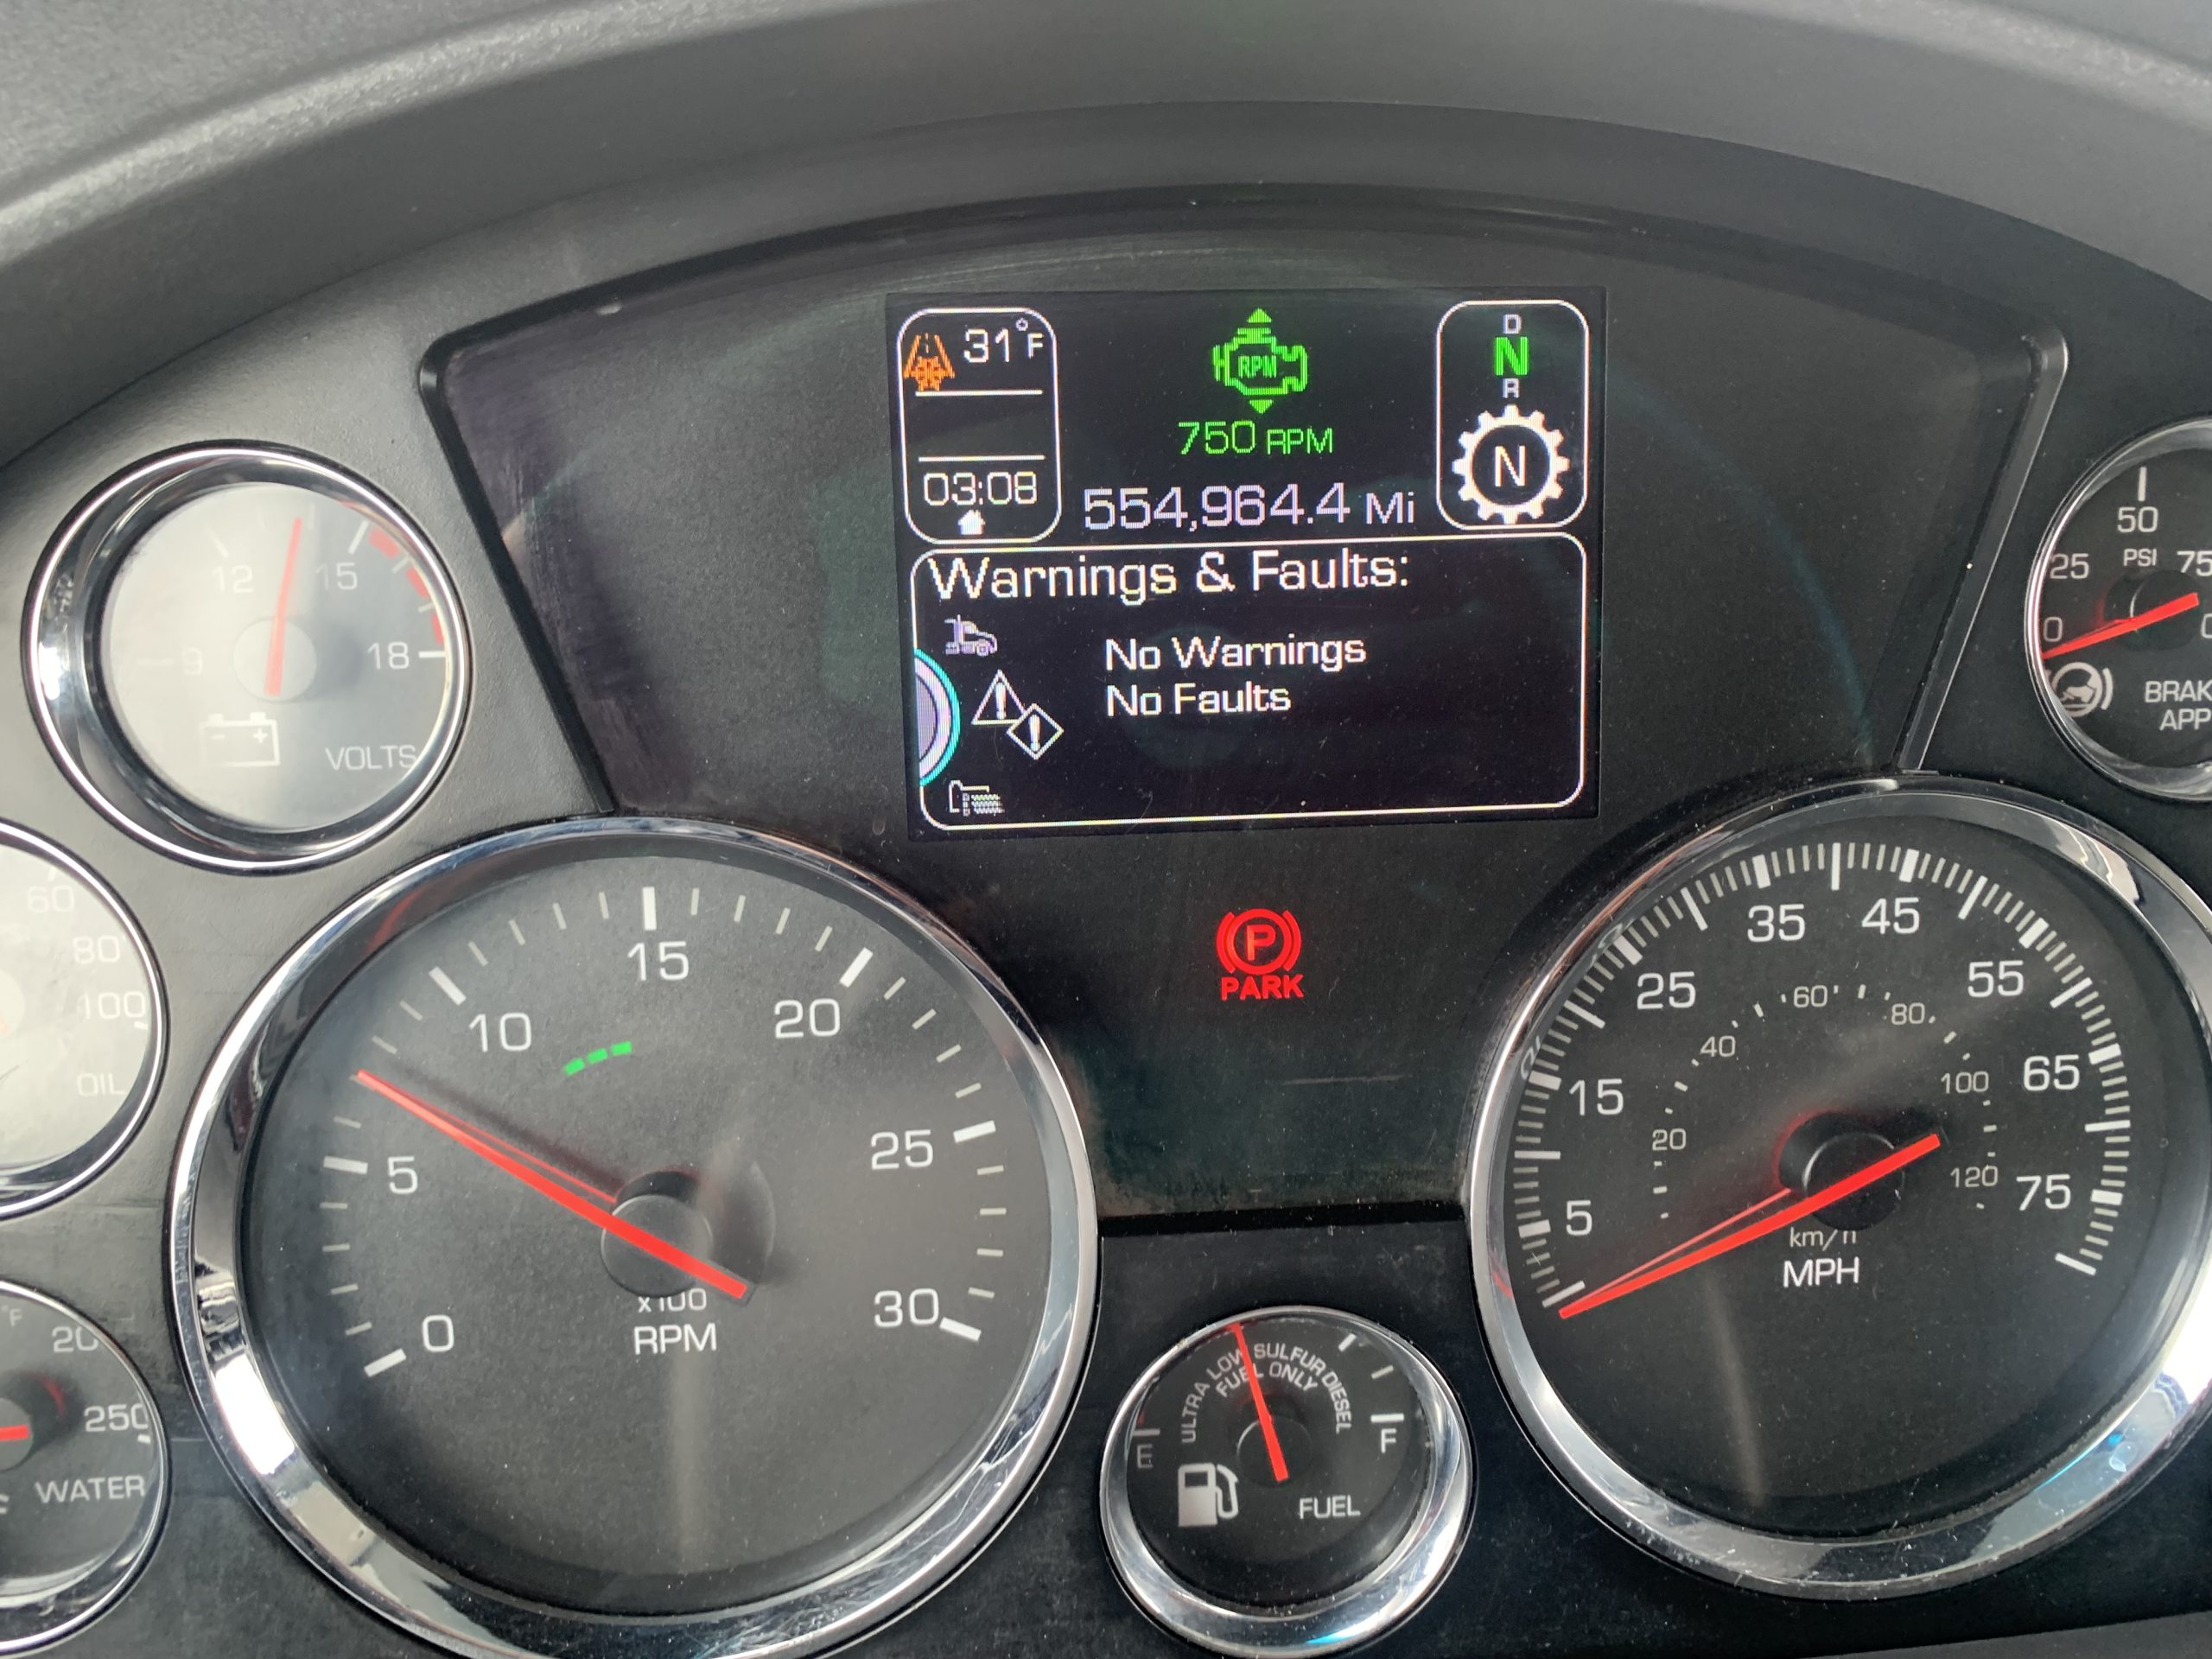 31°F
RPM
750 RPM
D
N
R
N
03:08
554,964.4 Mi
Warnings & Faults:
No Warnings
No Faults
9
12
15
18
- +
VOLTS
0
25
50
75
PSI
BRAK
APP
60
80
100
OIL
0
5
10
15
20
25
30
x100
RPM
P
PARK
5
15
25
35
45
55
65
75
20
40
60
80
100
120
km/h
MPH
°F
250
WATER
ULTRA LOW SULFUR DIESEL
FUEL ONLY
E
F
FUEL